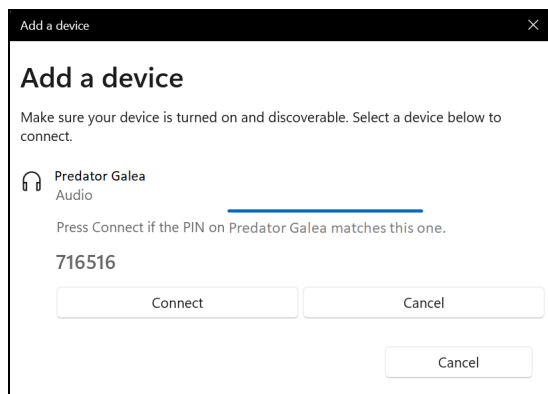 Add a device
Add a device
Make sure your device is turned on and discoverable. Select a device below to
connect.
Predator Galea
Audio
Press Connect if the PIN on Predator Galea matches this one.
716516
Connect Cancel
Cancel